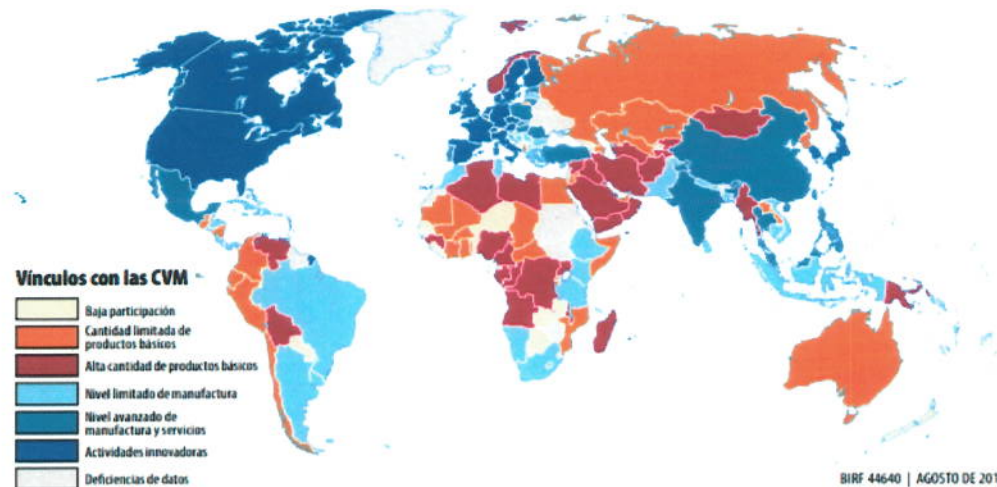 Vínculos con las CVM
Baja participación
Cantidad limitada de
productos básicos
Alta cantidad de productos básicos
Nivel limitado de manufactura
Nivel avanzado de
manufactura y servicios
Actividades innovadoras
Deficiencias de datos
BIRF 44640 | AGOSTO DE 201